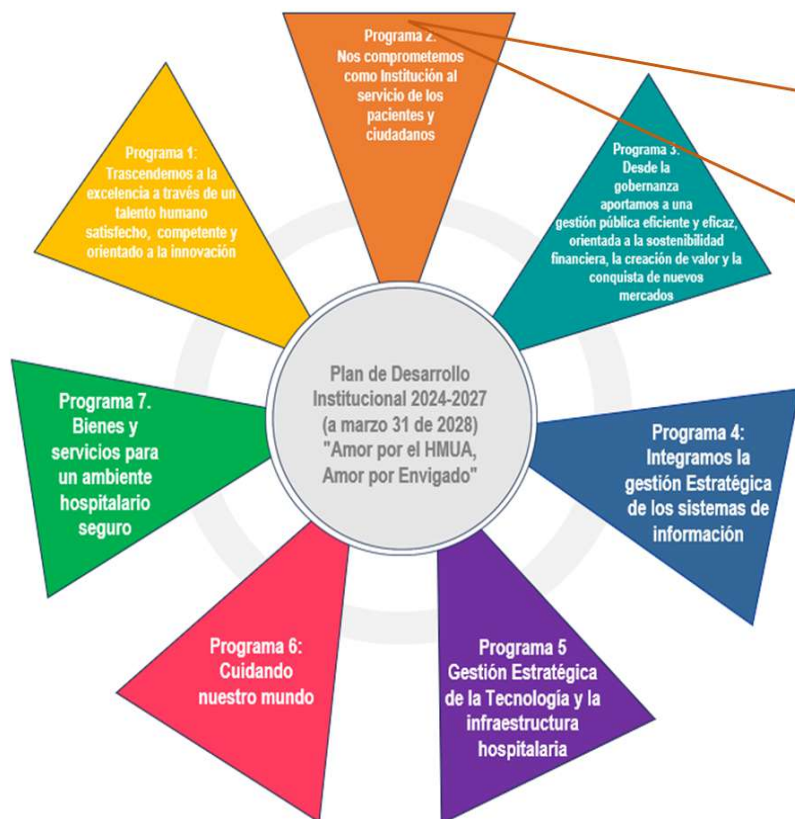 Programa 2:
Nos comprometemos
como Institución al
servicio de los
pacientes y
ciudadanos
Programa 1:
Trascendemos a la
excelencia a través de un
talento humano
satisfecho, competente y
orientado a la innovación
Programa 3:
Desde la
gobernanza
aportamos a una
gestión pública eficiente y eficaz,
orientada a la sostenibilidad
financiera, la creación de valor y la
conquista de nuevos
mercados
Plan de Desarrollo
Institucional 2024-2027
(a marzo 31 de 2028)
"Amor por el HMUA,
Amor por Envigado"
Programa 7.
Bienes y
servicios para
un ambiente
hospitalario
seguro
Programa 4:
Integramos la
gestión Estratégica
de los sistemas de
información
Programa 6:
Cuidando
nuestro mundo
Programa 5
Gestión Estratégica
de la Tecnología y la
infraestructura
hospitalaria